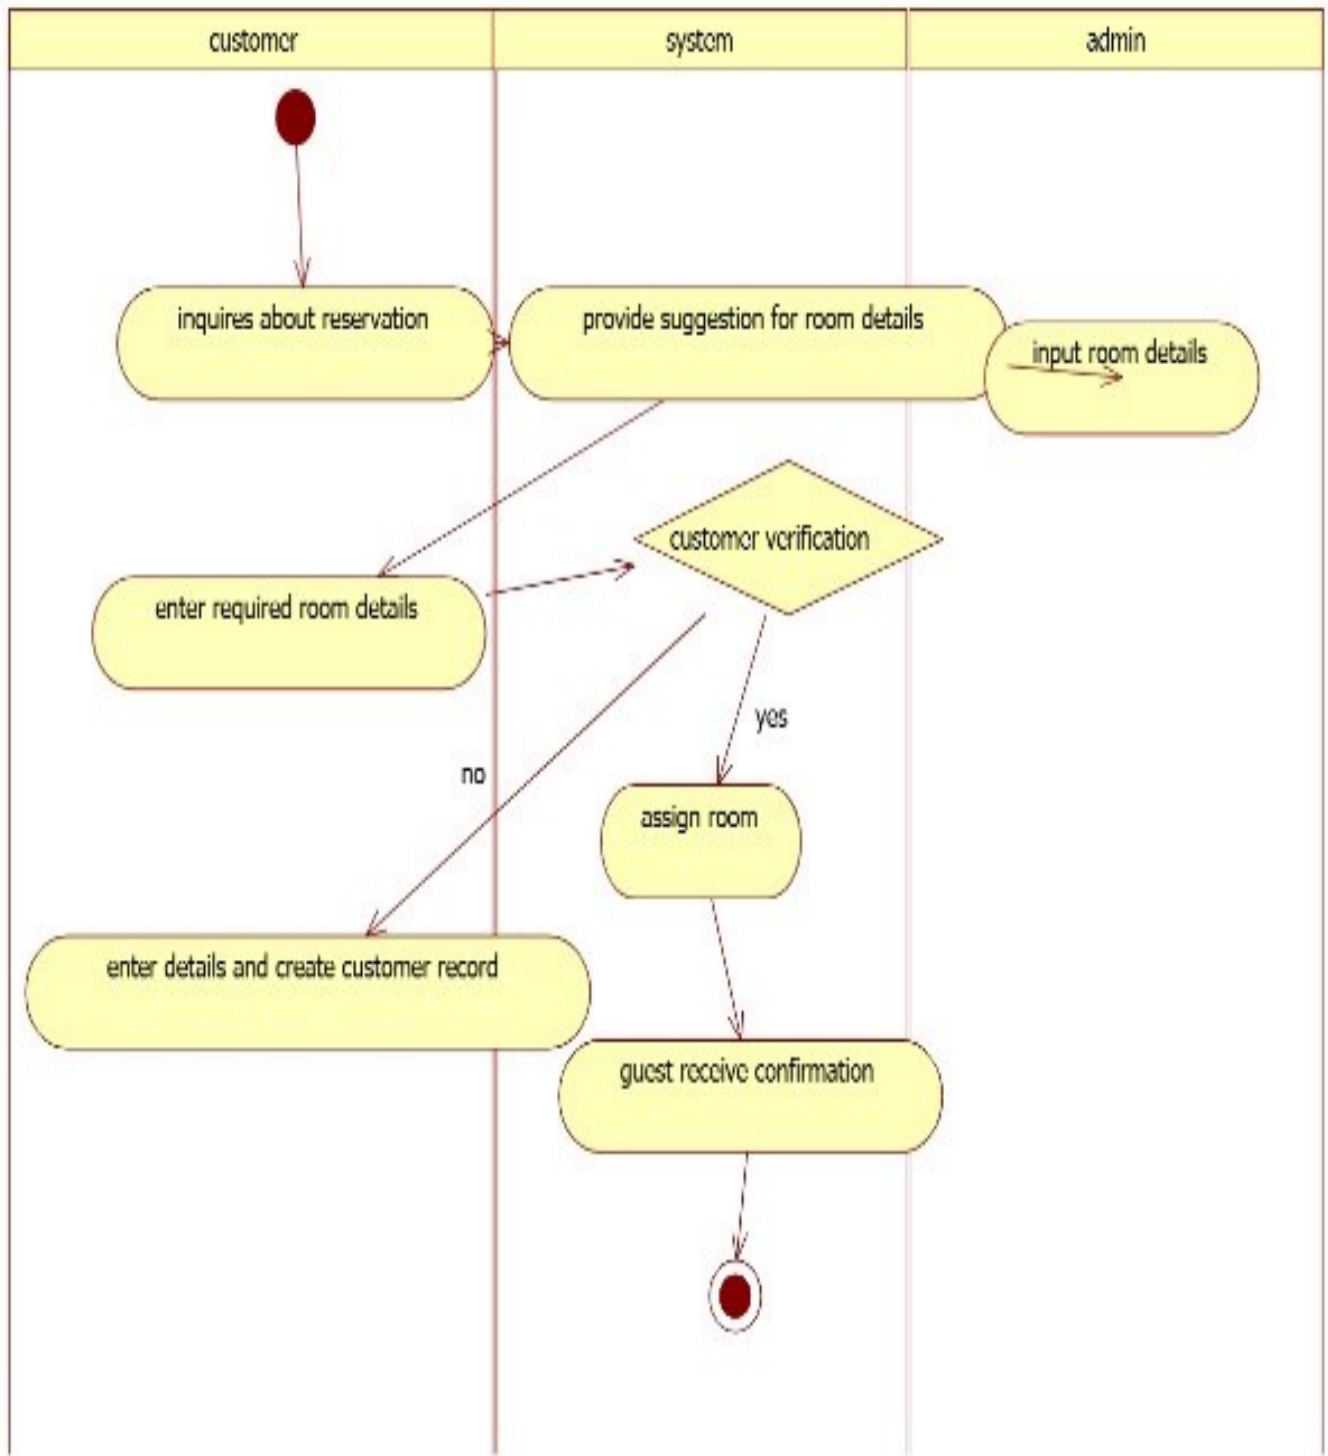 customer
system
admin
inquires about reservation
provide suggestion for room details
input room details
customer verification
enter required room details
yes
no
assign room
enter details and create customer record
guest receive confirmation